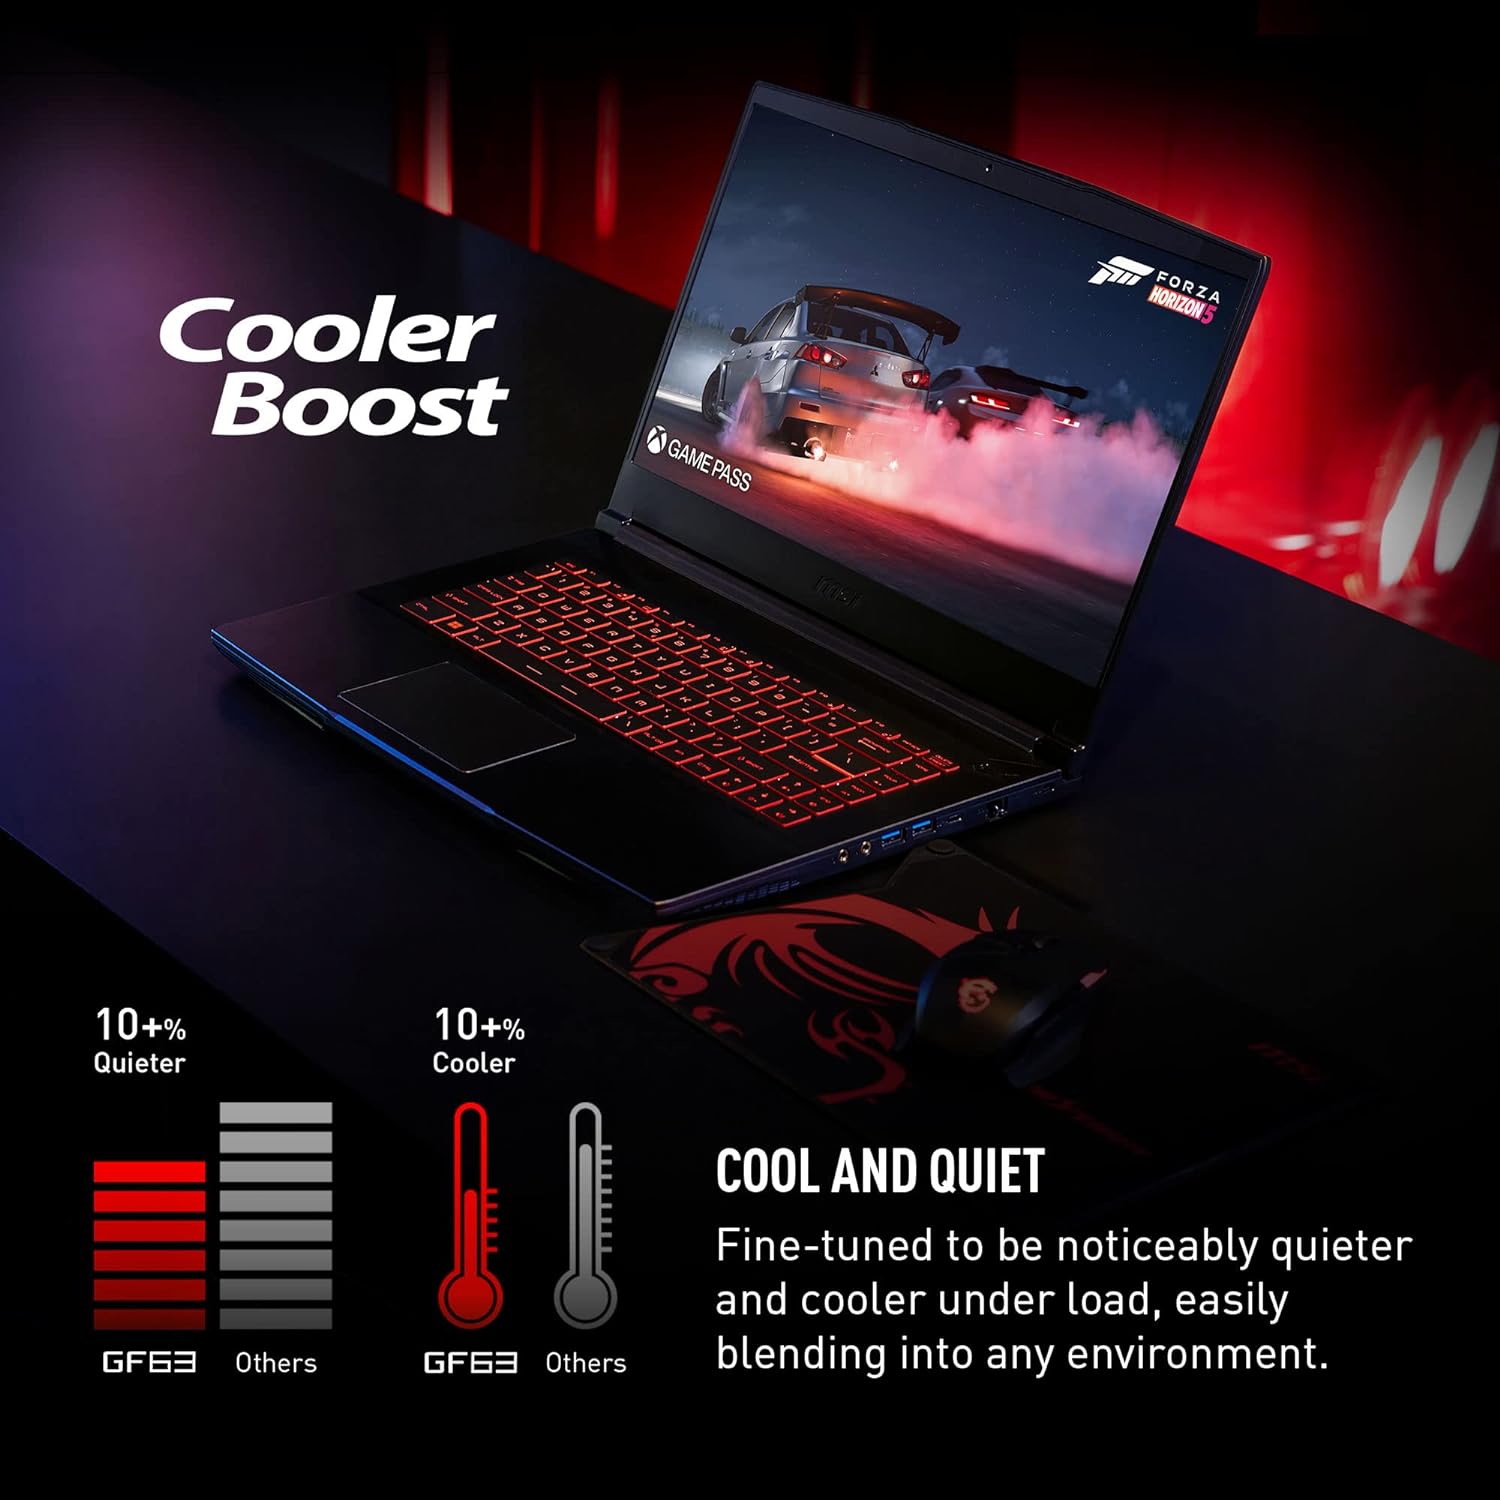 Cooler
Boost
FORZA
HORIZON 5
GAME PASS
msi
10+%
Quieter
10+%
Cooler
GF63
Others
GF63
Others
COOL AND QUIET
Fine-tuned to be noticeably quieter
and cooler under load, easily
blending into any environment.